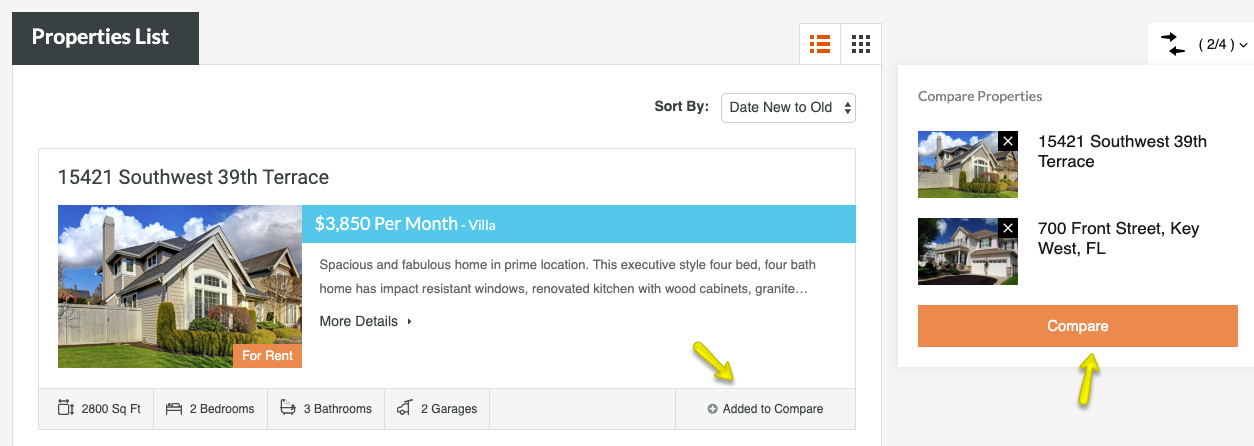 Properties List
( 2/4 )
Sort By: Date New to Old
15421 Southwest 39th Terrace
$3,850 Per Month - Villa
Spacious and fabulous home in prime location. This executive style four bed, four bath
home has impact resistant windows, renovated kitchen with wood cabinets, granite…
More Details
For Rent
2800 Sq Ft 2 Bedrooms 3 Bathrooms 2 Garages Added to Compare
Compare Properties
15421 Southwest 39th
Terrace
700 Front Street, Key
West, FL
Compare